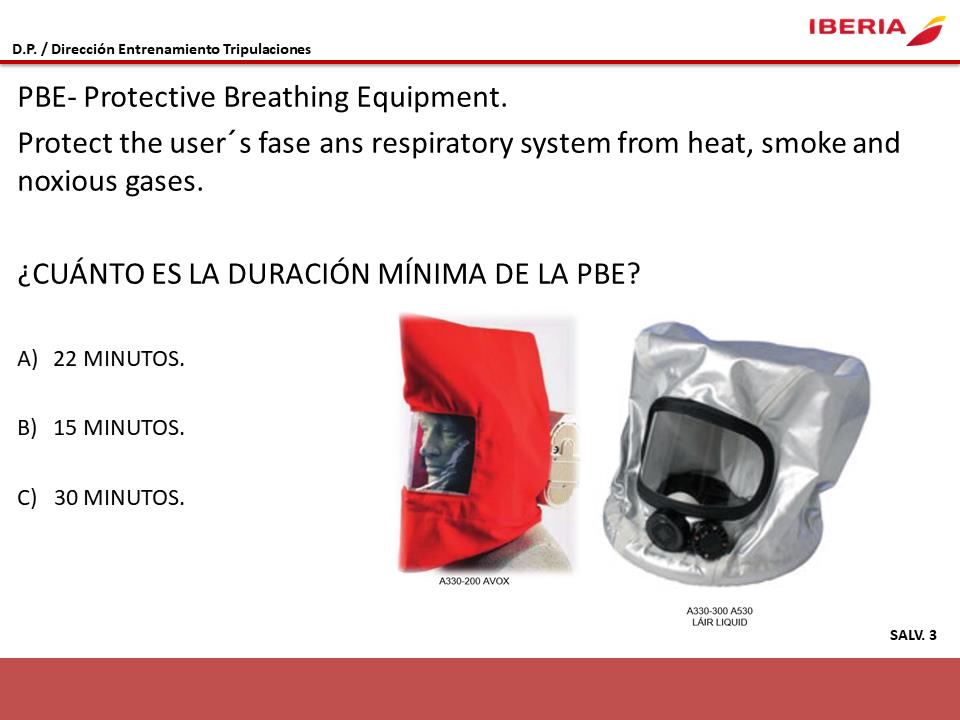 D.P. / Dirección Entrenamiento Tripulaciones
IBERIA
PBE- Protective Breathing Equipment.
Protect the user´s fase ans respiratory system from heat, smoke and
noxious gases.
¿CUÁNTO ES LA DURACIÓN MÍNIMA DE LA PBE?
A) 22 MINUTOS.
B) 15 MINUTOS.
C) 30 MINUTOS.
A330-200 AVOX
A330-300 A530
LÁIR LIQUID
SALV. 3